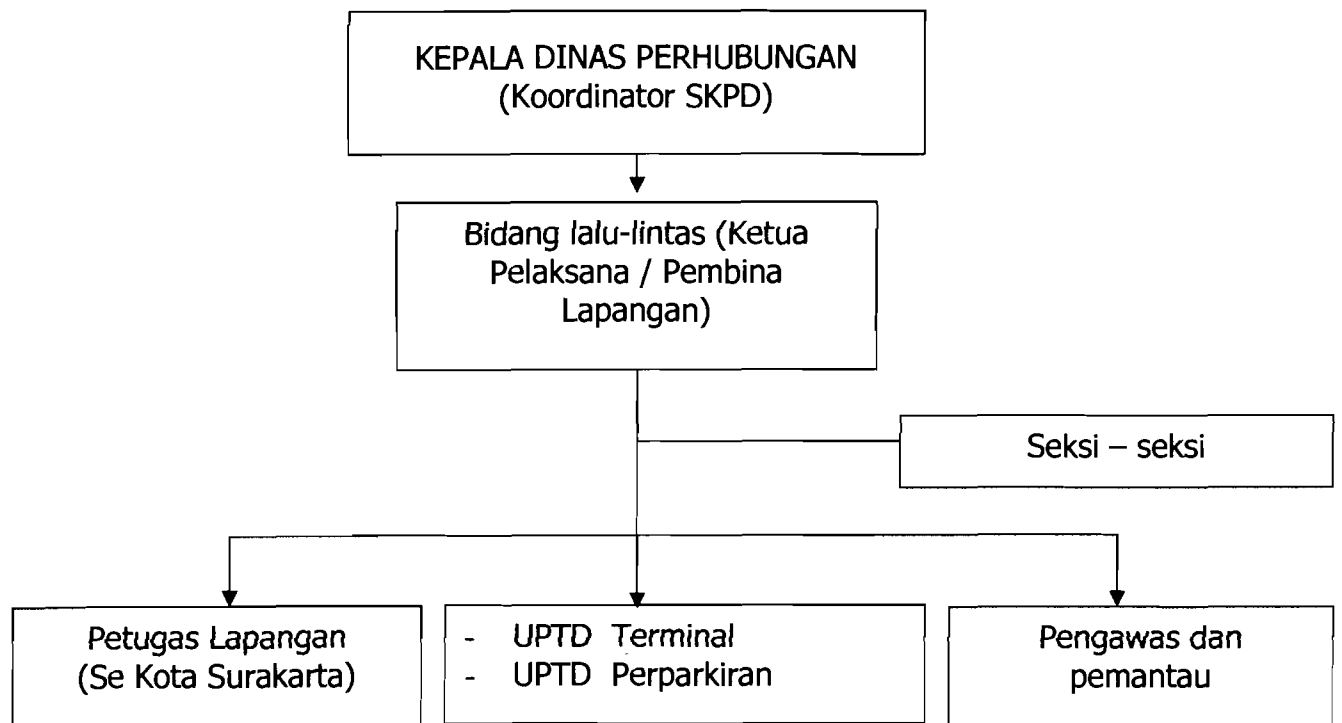 KEPALA DINAS PERHUBUNGAN
(Koordinator SKPD)
Bidang lalu-lintas (Ketua
Pelaksana / Pembina
Lapangan)
Seksi – seksi
Petugas Lapangan
(Se Kota Surakarta)
- UPTD Terminal
- UPTD Perparkiran
Pengawas dan
pemantau